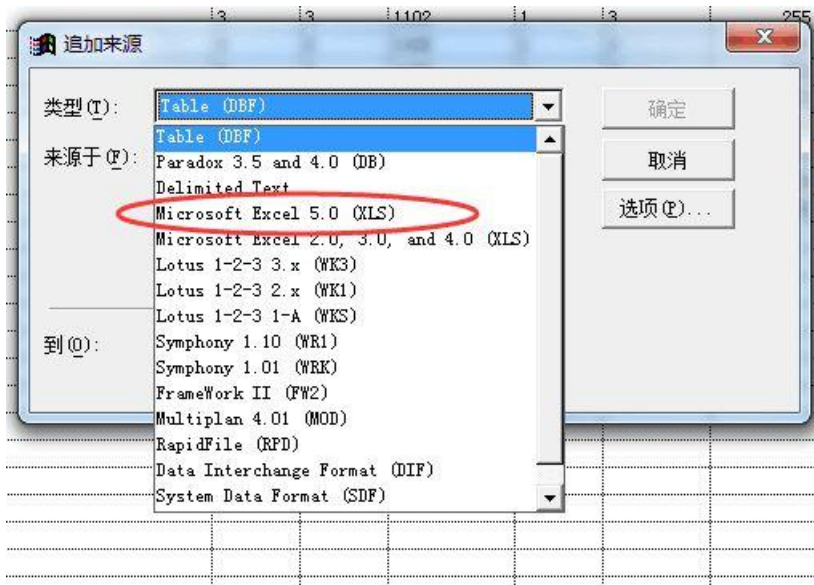 3 3 1102 1 3 255
追加来源
类型(T): Table (DBF) 确定
Table (DBF)
来源于(F): Paradox 3.5 and 4.0 (DB) 取消
Delimited Text
Microsoft Excel 5.0 (XLS) 选项(P)...
Microsoft Excel 2.0, 3.0, and 4.0 (XLS)
Lotus 1-2-3 3.x (WK3)
Lotus 1-2-3 2.x (WK1)
Lotus 1-2-3 1-A (WKS)
到(O): Symphony 1.10 (WR1)
Symphony 1.01 (WRK)
FrameWork II (FW2)
Multiplan 4.01 (MOD)
RapidFile (RPD)
Data Interchange Format (DIF)
System Data Format (SDF)